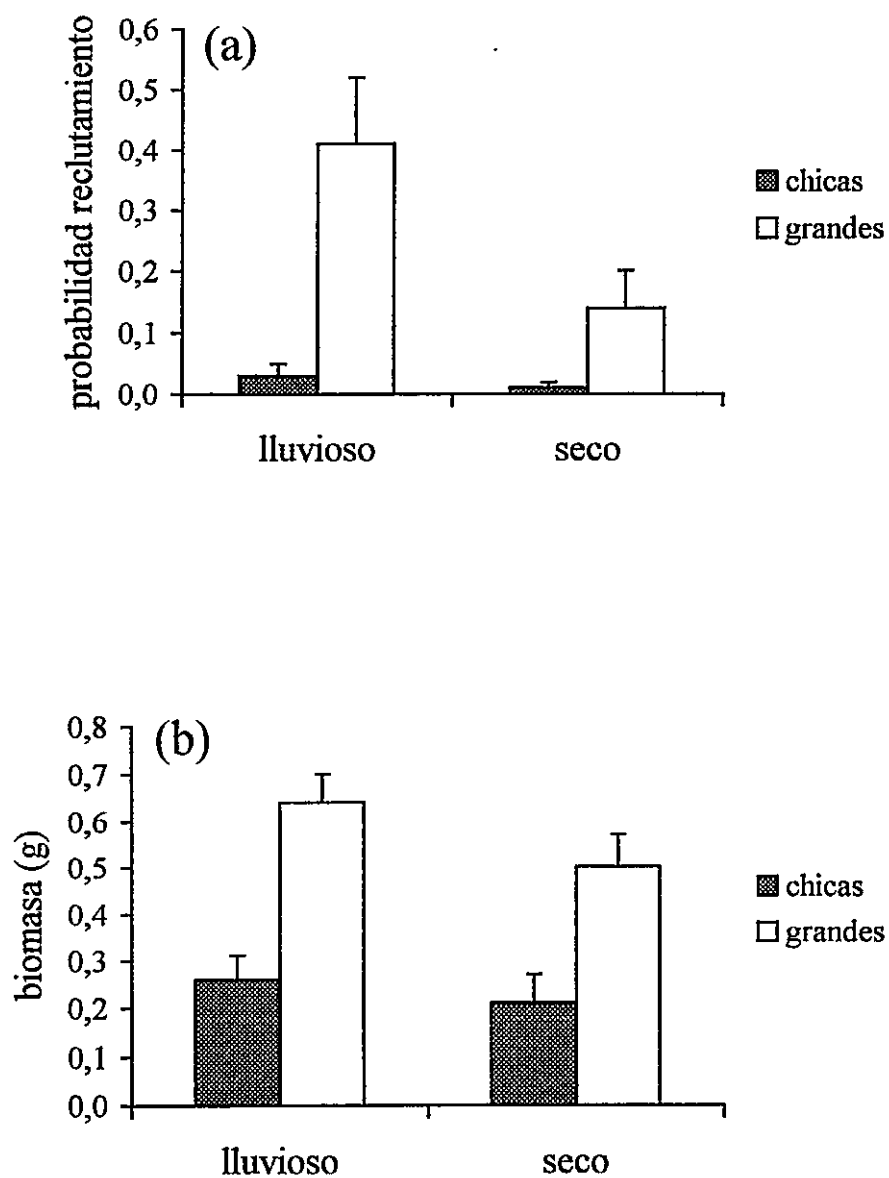 (a)
probabilidad reclutamiento
0,6
0,5
0,4
0,3
0,2
0,1
0,0
lluvioso
seco
chicas
grandes
(b)
biomasa (g)
0,8
0,7
0,6
0,5
0,4
0,3
0,2
0,1
0,0
lluvioso
seco
chicas
grandes